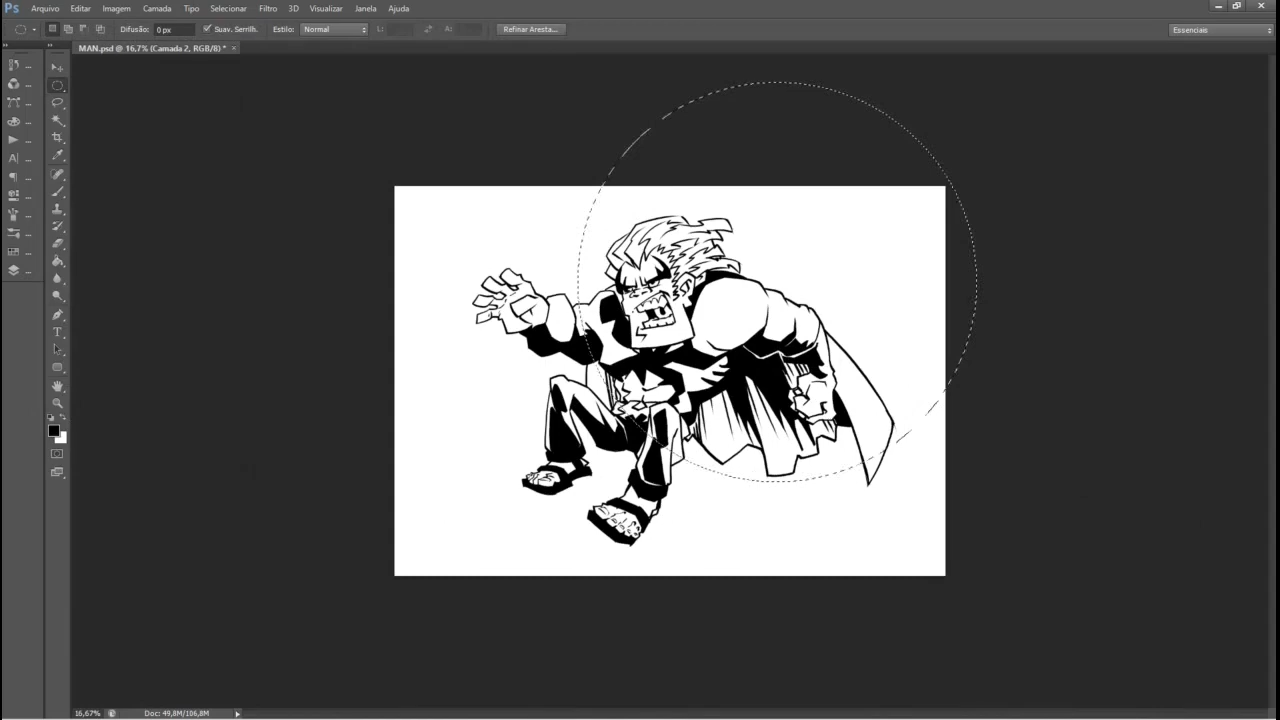 Ps Arquivo Editar Imagem Camada Tipo Selecionar Filtro 3D Visualizar Janela Ajuda
Difusão: 0 px Suav. Serrilh. Estilo: Normal L: A: Refinar Aresta... Essenciais
MAN.psd @ 16,7% (Camada 2, RGB/8) * ×
16,67% Doc: 49,8M/106,8M